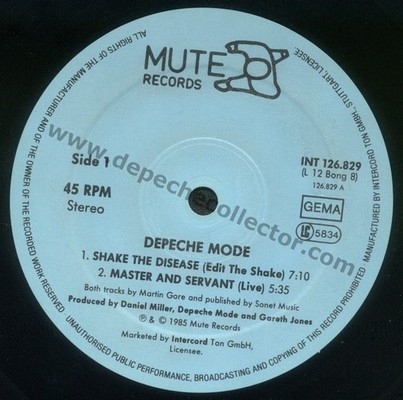 MUTE
RECORDS
Side 1
45 RPM
Stereo
INT 126.829
(L 12 Bong 8)
126.829 A
GEMA
LC 5834
DEPECHE MODE
1. SHAKE THE DISEASE (Edit The Shake) 7:10
2. MASTER AND SERVANT (Live) 5:35
Both tracks by Martin Gore and published by Sonet Music
Produced by Daniel Miller, Depeche Mode and Gareth Jones
℗ & © 1985 Mute Records
Marketed by Intercord Ton GmbH,
Licensee.
ALL RIGHTS OF THE MANUFACTURER AND OF THE OWNER OF THE RECORDED WORK RESERVED
UNAUTHORISED PUBLIC PERFORMANCE, BROADCASTING AND COPYING OF THIS RECORD PROHIBITED
MANUFACTURED BY INTERCORD TON GMBH., STUTTGART, LICENSEE.
www.depechecollector.com